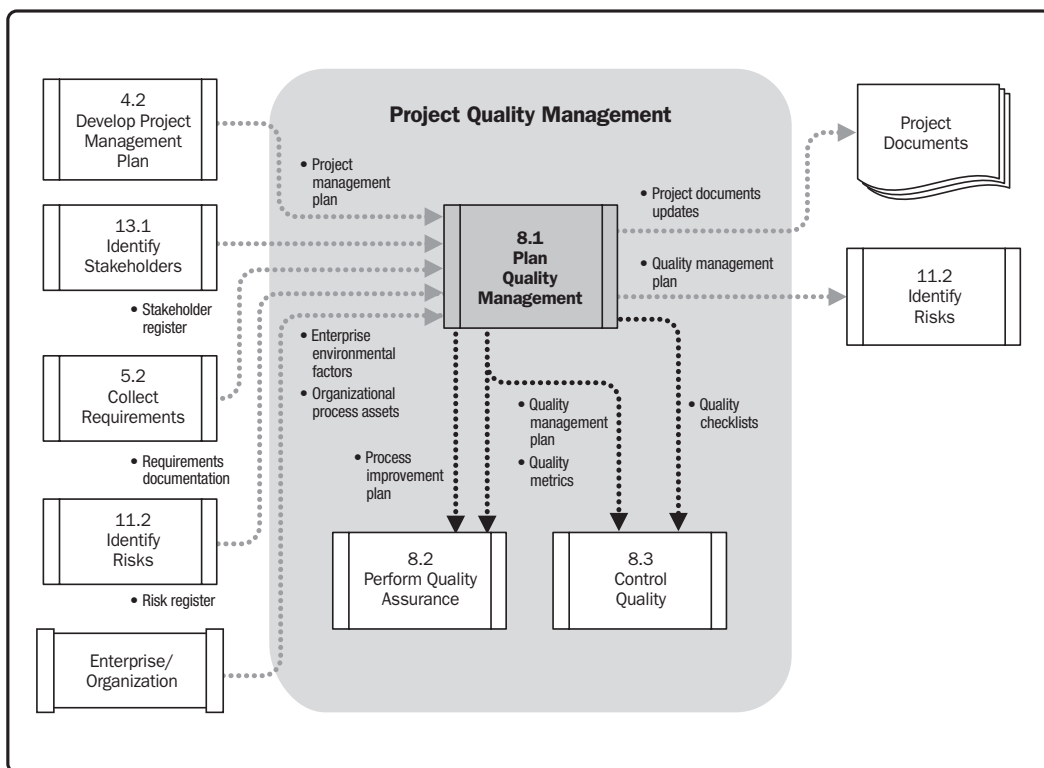 Project Quality Management
4.2
Develop Project
Management
Plan
• Project
management
plan
13.1
Identify
Stakeholders
• Stakeholder
register
5.2
Collect
Requirements
• Requirements
documentation
11.2
Identify
Risks
• Risk register
Enterprise/
Organization
• Enterprise
environmental
factors
• Organizational
process assets
8.1
Plan
Quality
Management
• Project documents
updates
Project
Documents
• Quality management
plan
11.2
Identify
Risks
• Process
improvement
plan
• Quality
management
plan
• Quality
metrics
• Quality
checklists
8.2
Perform Quality
Assurance
8.3
Control
Quality